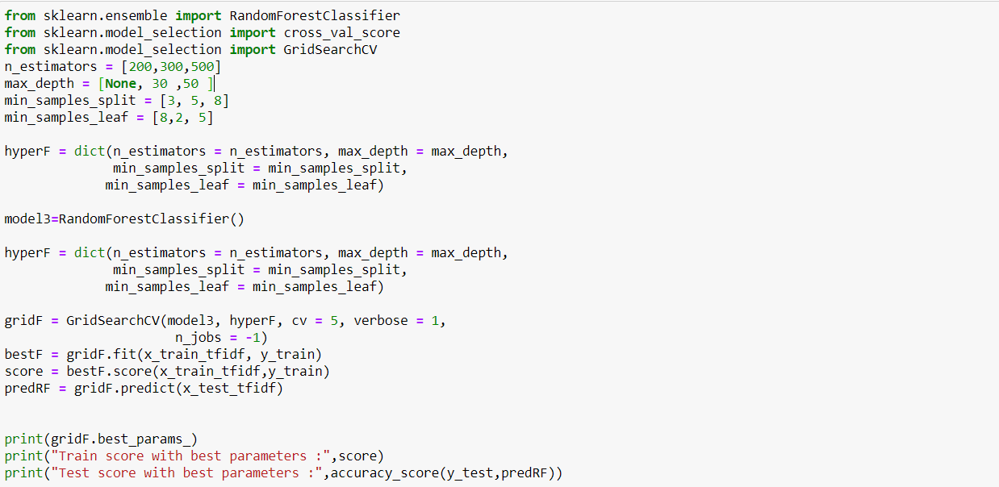 from sklearn.ensemble import RandomForestClassifier
from sklearn.model_selection import cross_val_score
from sklearn.model_selection import GridSearchCV
n_estimators = [200,300,500]
max_depth = [None, 30 ,50 ]
min_samples_split = [3, 5, 8]
min_samples_leaf = [8,2, 5]

hyperF = dict(n_estimators = n_estimators, max_depth = max_depth,
              min_samples_split = min_samples_split,
             min_samples_leaf = min_samples_leaf)

model3=RandomForestClassifier()

hyperF = dict(n_estimators = n_estimators, max_depth = max_depth,
              min_samples_split = min_samples_split,
             min_samples_leaf = min_samples_leaf)

gridF = GridSearchCV(model3, hyperF, cv = 5, verbose = 1,
                      n_jobs = -1)
bestF = gridF.fit(x_train_tfidf, y_train)
score = bestF.score(x_train_tfidf,y_train)
predRF = gridF.predict(x_test_tfidf)


print(gridF.best_params_)
print("Train score with best parameters :",score)
print("Test score with best parameters :",accuracy_score(y_test,predRF))